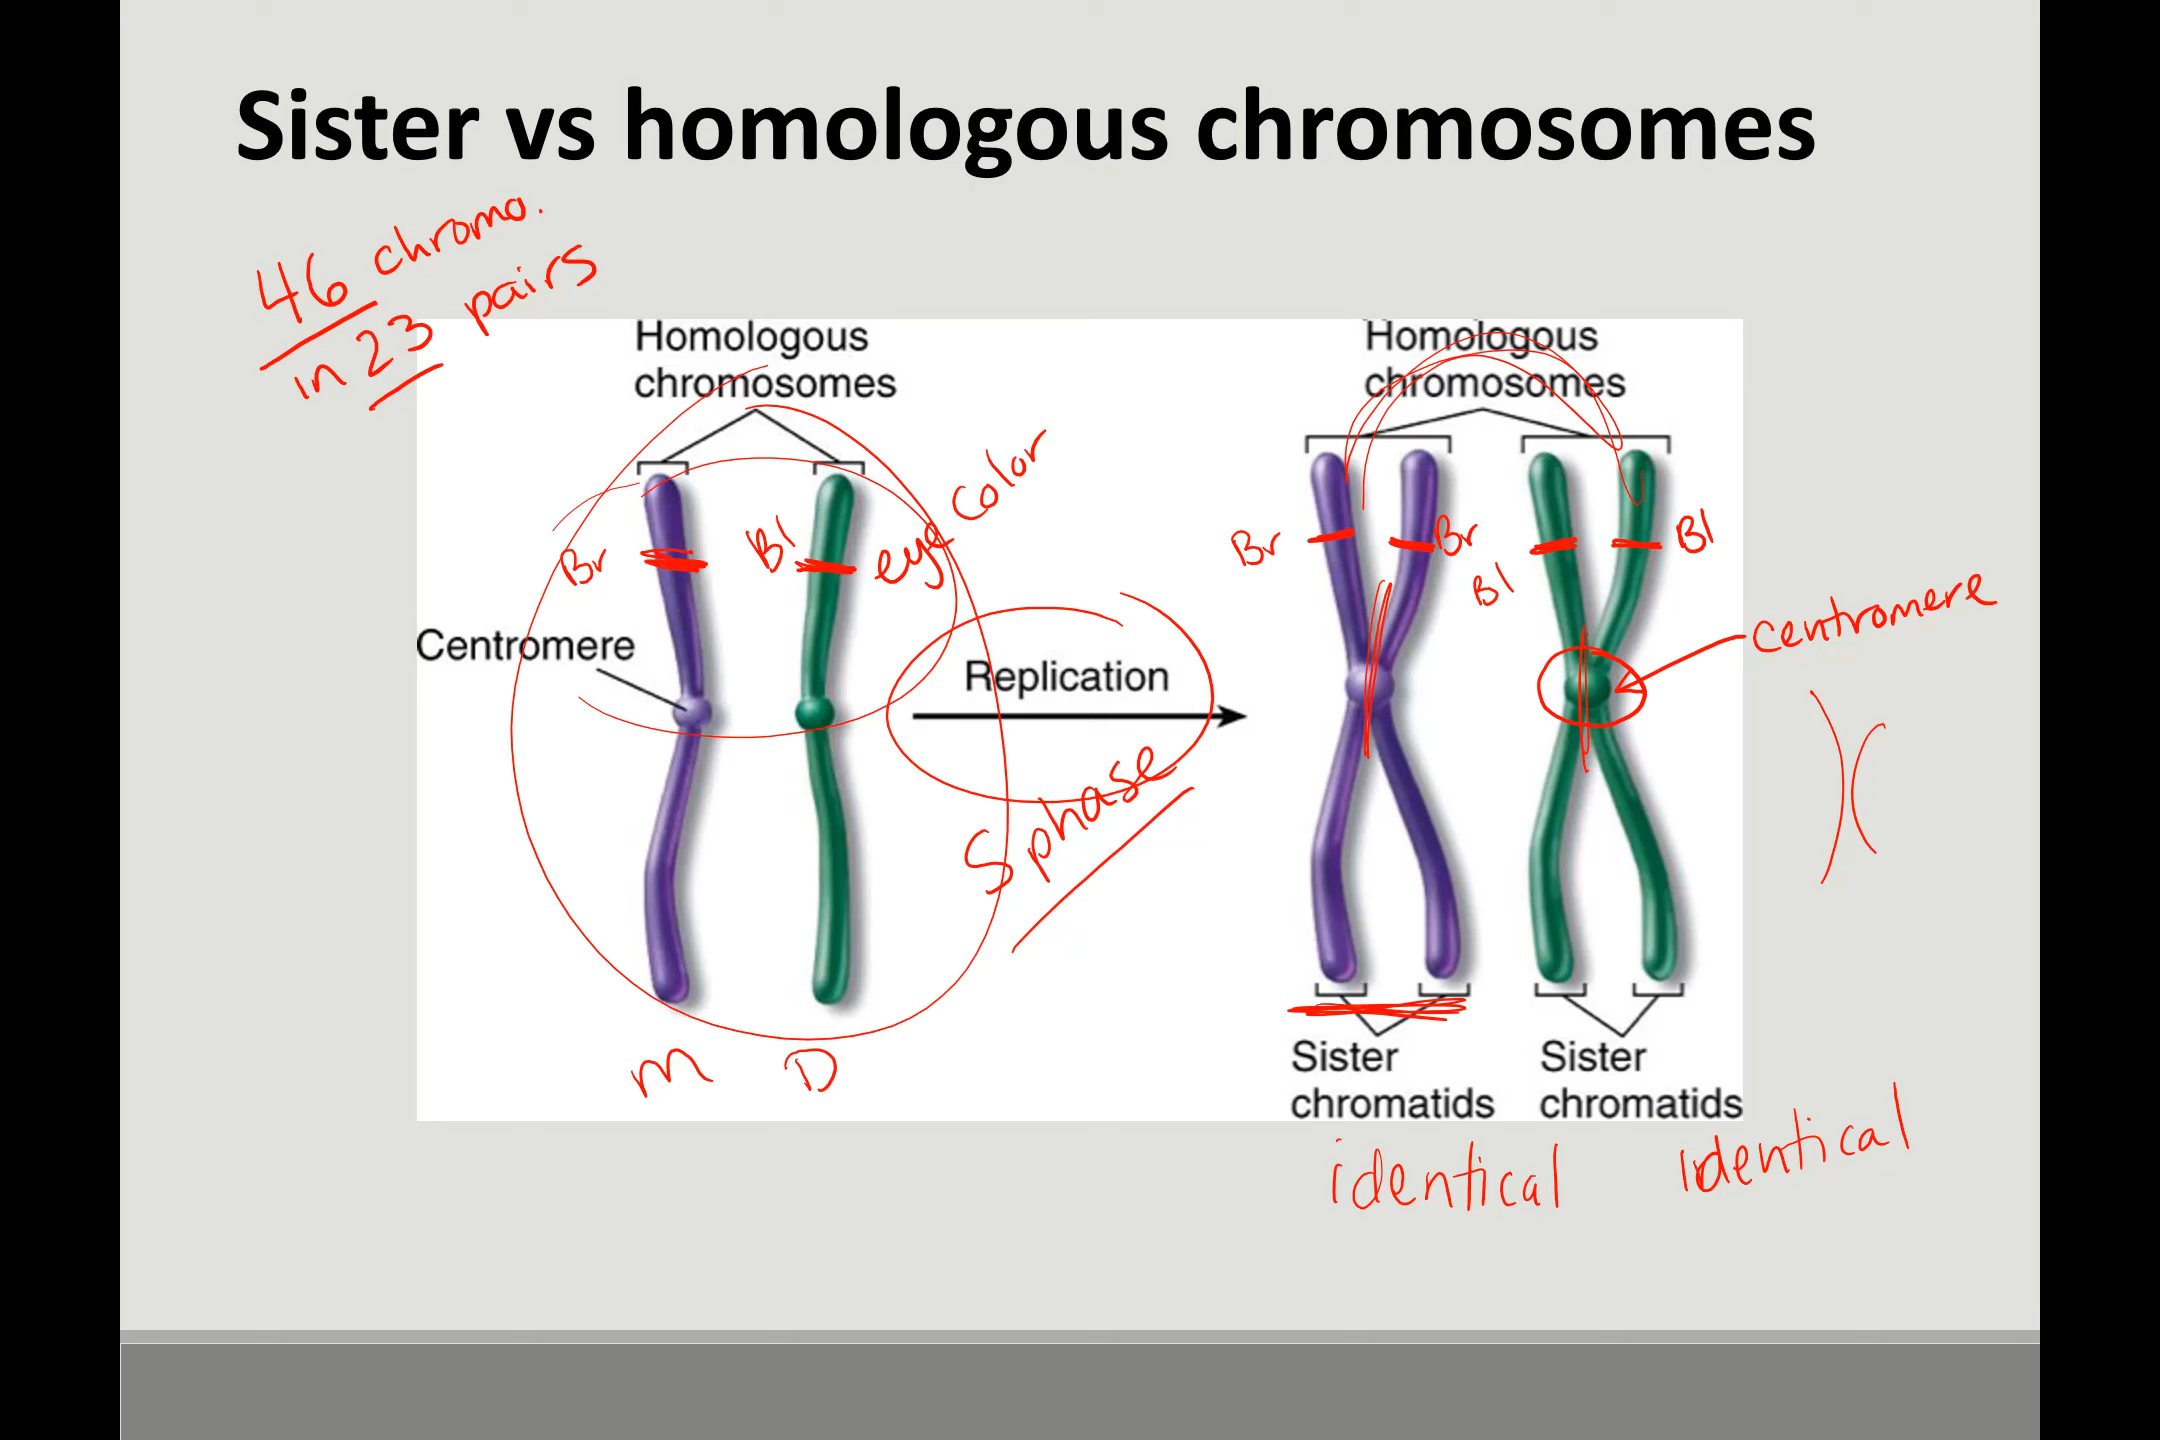 Sister vs homologous chromosomes
46 chromo.
in 23 pairs
Homologous
chromosomes
Homologous
chromosomes
eye color
Br
Bl
Br
Br
Bl
Bl
Centromere
centromere
Replication
S phase
M
D
Sister
chromatids
Sister
chromatids
identical
identical